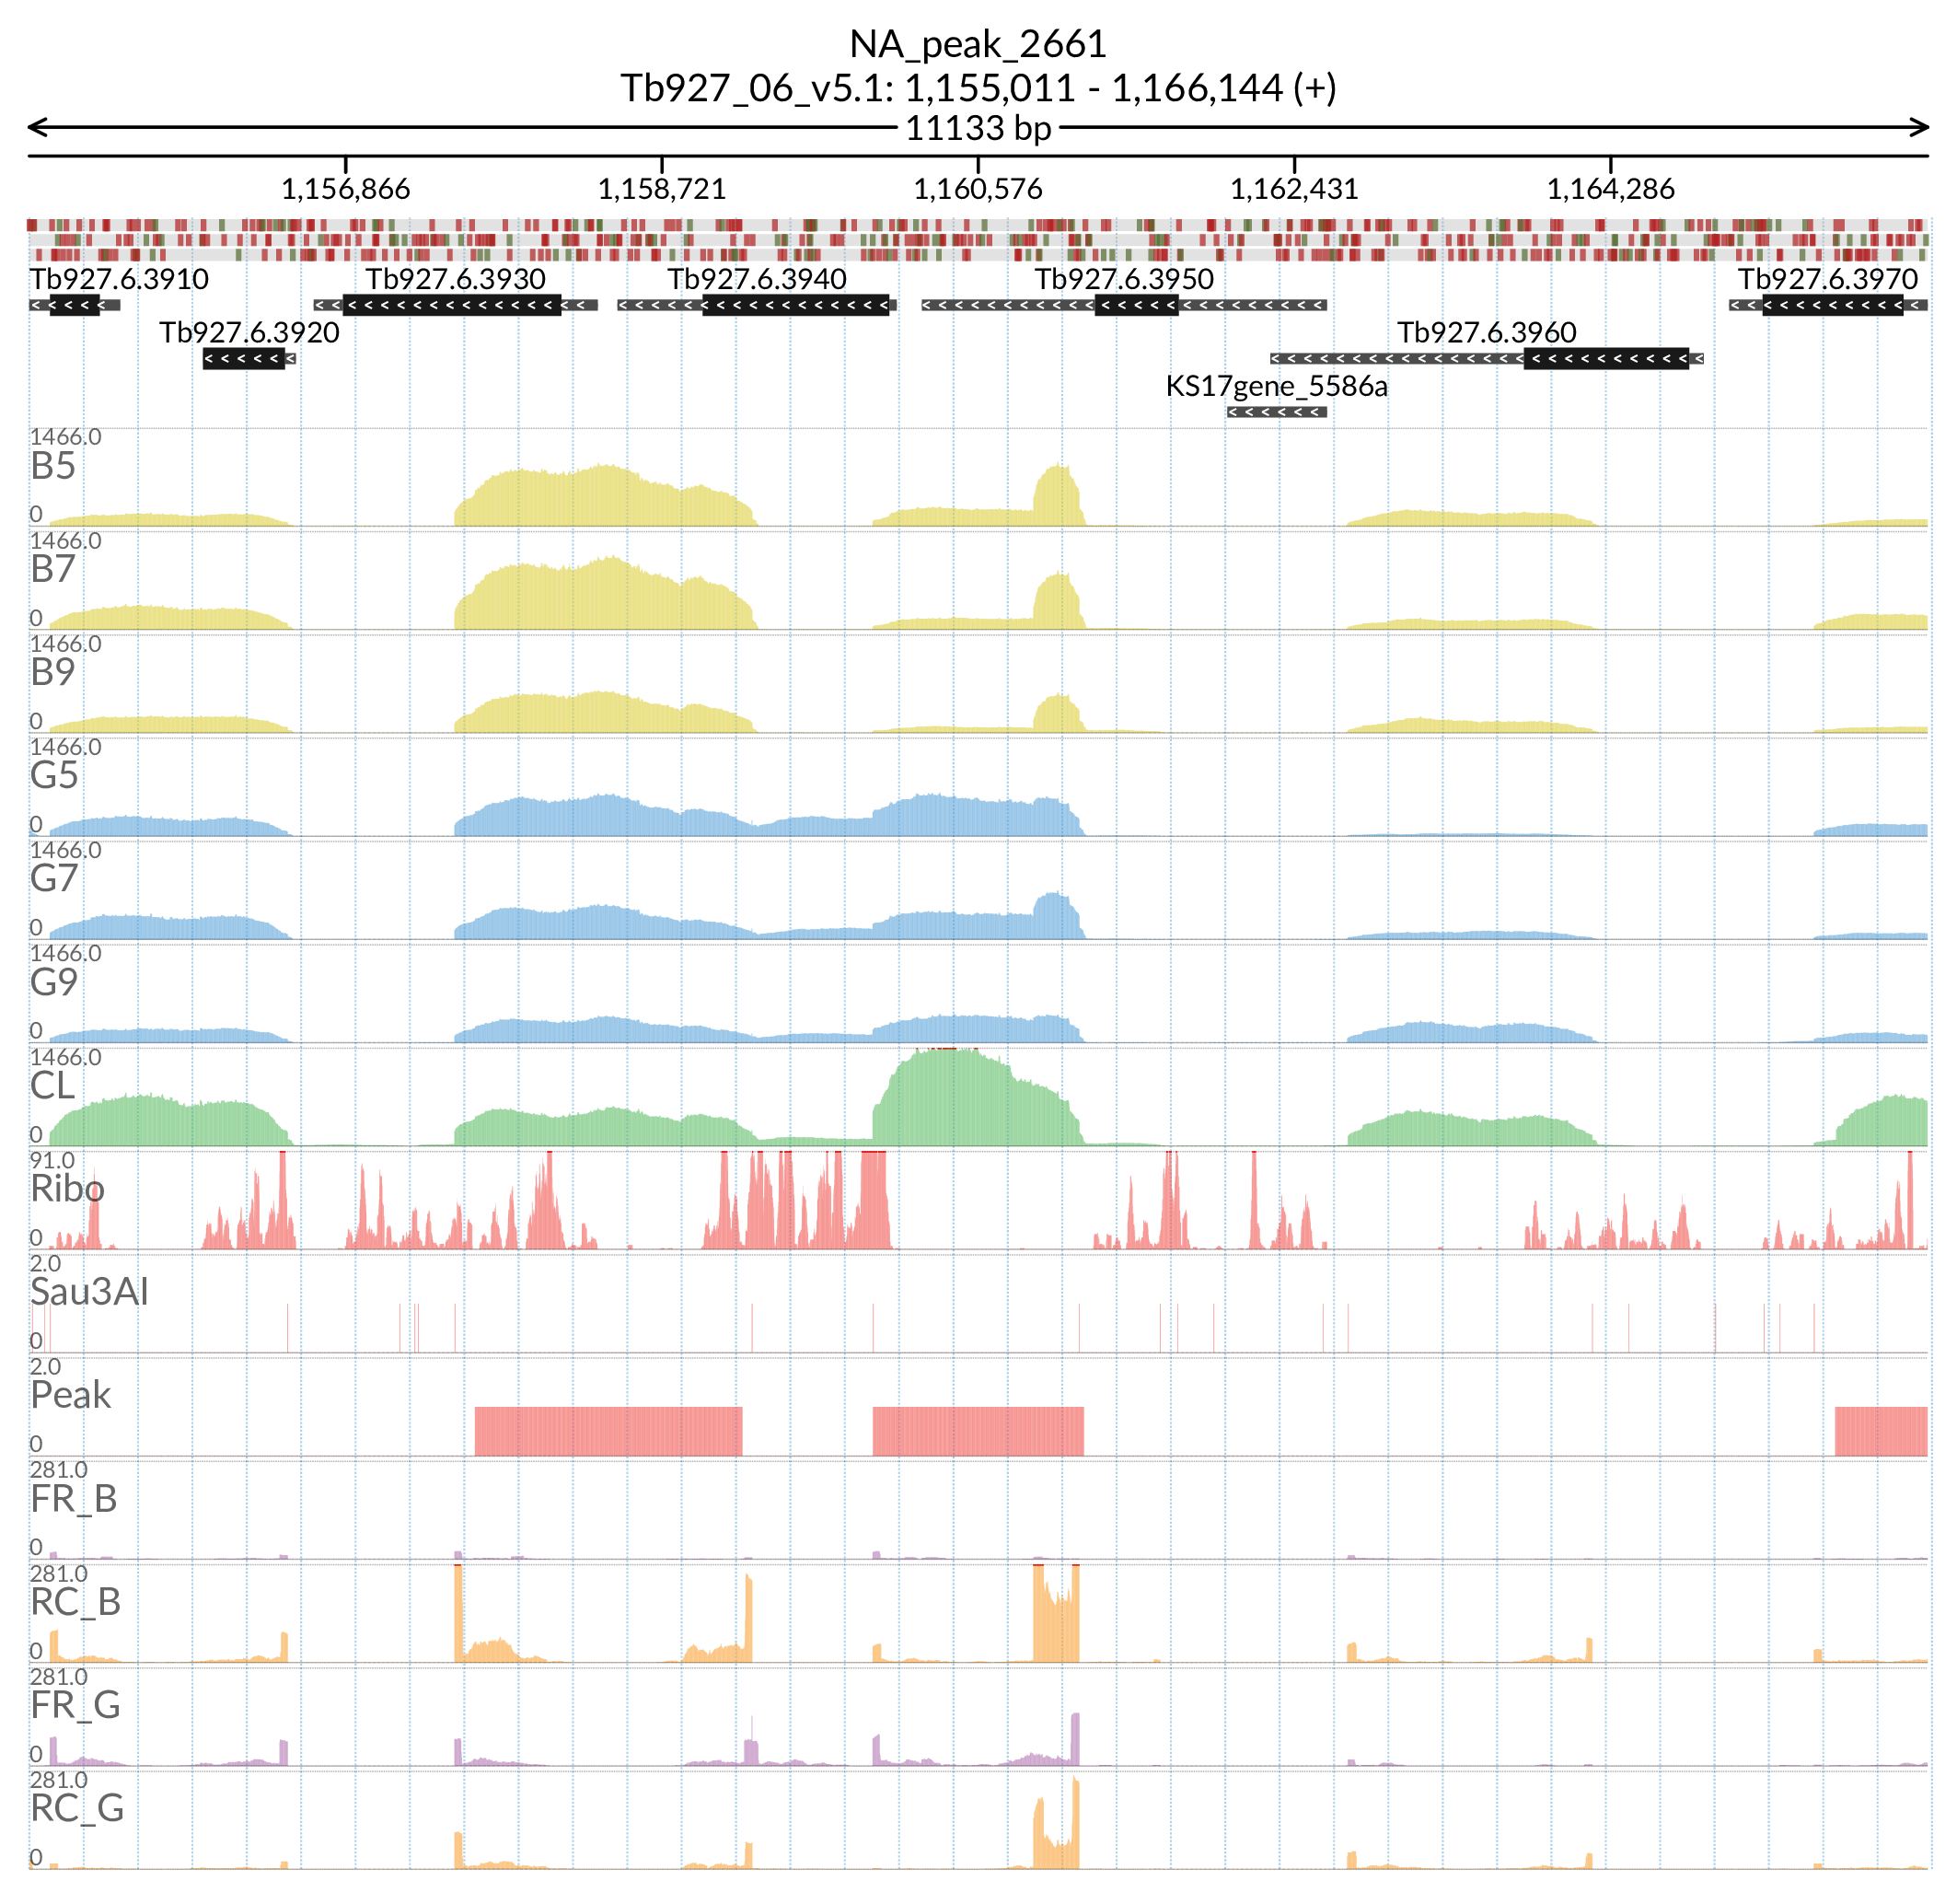 NA_peak_2661
Tb927_06_v5.1: 1,155,011 - 1,166,144 (+)
11133 bp
1,156,866 1,158,721 1,160,576 1,162,431 1,164,286
Tb927.6.3910 Tb927.6.3930 Tb927.6.3940 Tb927.6.3950 Tb927.6.3970
Tb927.6.3920 Tb927.6.3960
KS17gene_5586a
1466.0
B5
0
1466.0
B7
0
1466.0
B9
0
1466.0
G5
0
1466.0
G7
0
1466.0
G9
0
1466.0
CL
0
91.0
Ribo
0
2.0
Sau3AI
0
2.0
Peak
0
281.0
FR_B
0
281.0
RC_B
0
281.0
FR_G
0
281.0
RC_G
0